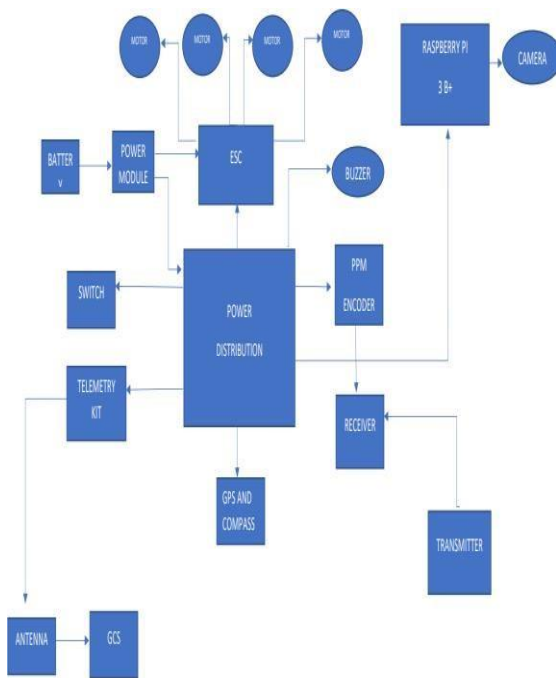 MOTOR
MOTOR
MOTOR
MOTOR
RASPBERRY PI
3 B+
CAMERA
BATTER
v
POWER
MODULE
ESC
BUZZER
SWITCH
POWER
DISTRIBUTION
PPM
ENCODER
TELEMETRY
KIT
RECEIVER
GPS AND
COMPASS
TRANSMITTER
ANTENNA
GCS